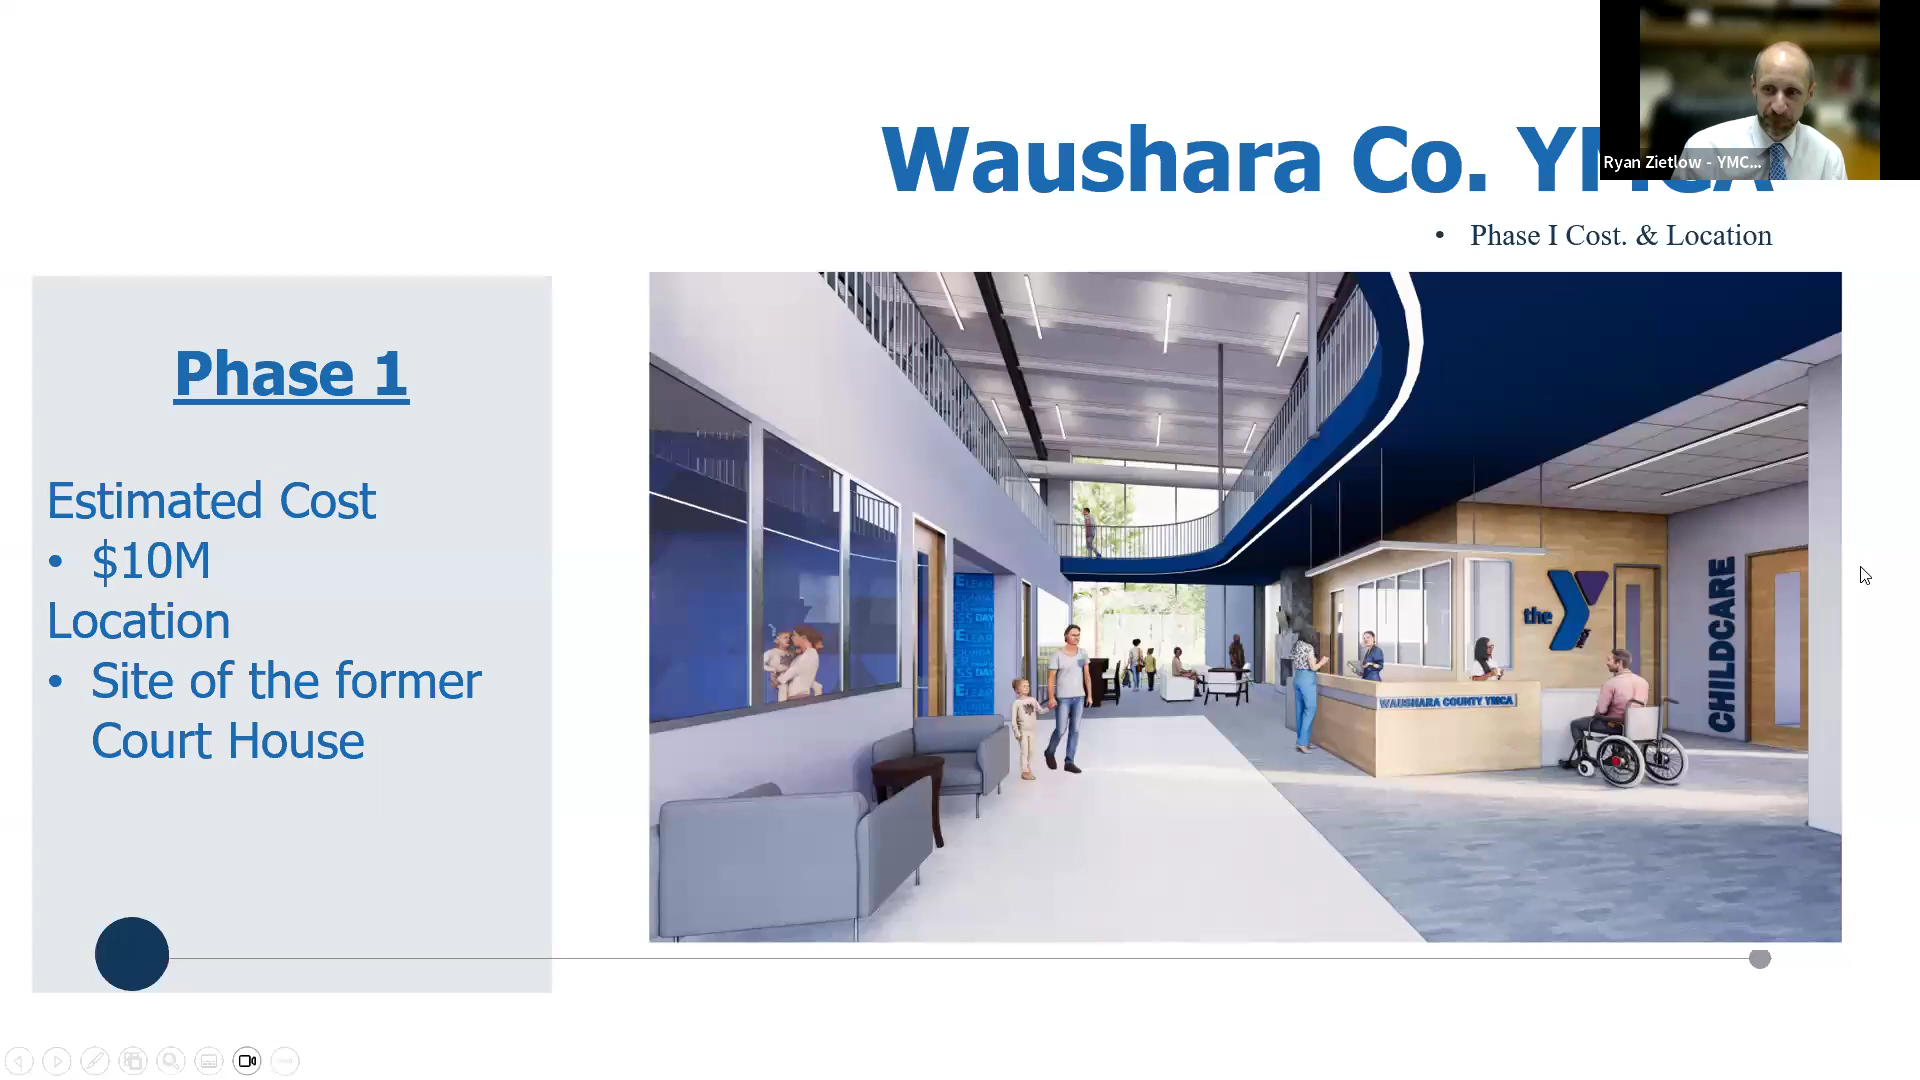 Waushara Co. YMCA
Ryan Zietlow - YMC...
• Phase I Cost. & Location
Phase 1
Estimated Cost
• $10M
Location
• Site of the former
Court House
the
WAUSHARA COUNTY YMCA
CHILDCARE